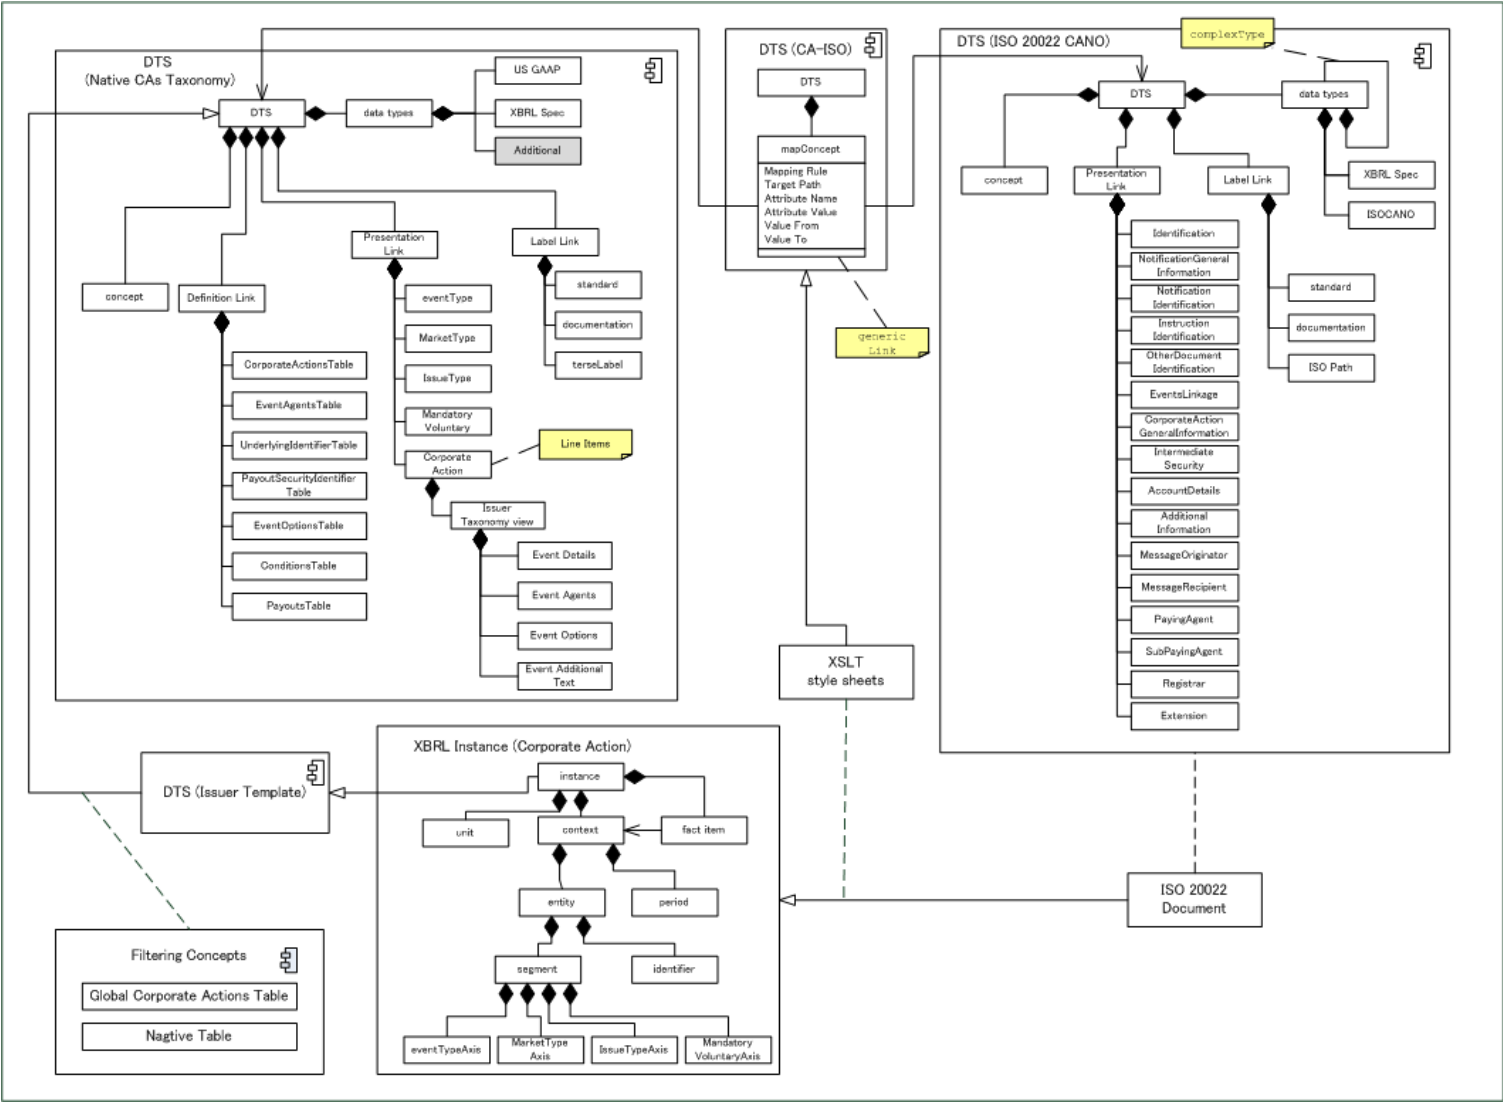 DTS
(Native CAs Taxonomy)
DTS
data types
US GAAP
XBRL Spec
Additional
concept
Definition Link
CorporateActionsTable
EventAgentsTable
UnderlyingIdentifierTable
PayoutSecurityIdentifier
Table
EventOptionsTable
ConditionsTable
PayoutsTable
Presentation
Link
eventType
MarketType
IssueType
Mandatory
Voluntary
Corporate
Action
Line Items
Issuer
Taxonomy view
Event Details
Event Agents
Event Options
Event Additional
Text
Label Link
standard
documentation
terseLabel
DTS (CA-ISO)
DTS
mapConcept
Mapping Rule
Target Path
Attribute Name
Attribute Value
Value From
Value To
generic
Link
XSLT
style sheets
DTS (ISO 20022 CANO)
complexType
DTS
data types
XBRL Spec
ISOCANO
concept
Presentation
Link
Identification
NotificationGeneral
Information
Notification
Identification
Instruction
Identification
OtherDocument
Identification
EventsLinkage
CorporateAction
GeneralInformation
Intermediate
Security
AccountDetails
Additional
Information
MessageOriginator
MessageRecipient
PayingAgent
SubPayingAgent
Registrar
Extension
Label Link
standard
documentation
ISO Path
DTS (Issuer Template)
XBRL Instance (Corporate Action)
instance
unit
context
fact item
entity
period
segment
identifier
eventTypeAxis
MarketType
Axis
IssueTypeAxis
Mandatory
VoluntaryAxis
ISO 20022
Document
Filtering Concepts
Global Corporate Actions Table
Nagtive Table